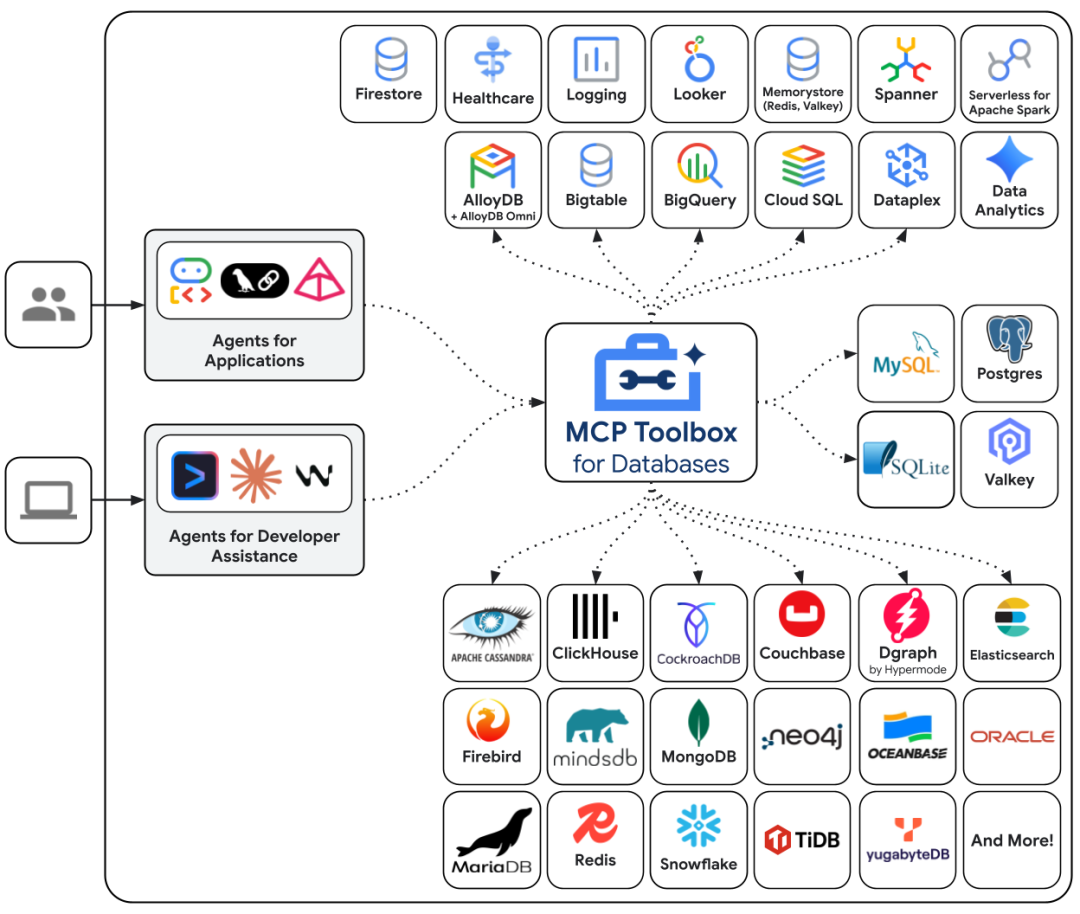 Firestore
Healthcare
Logging
Looker
Memorystore
(Redis, Valkey)
Spanner
Serverless for
Apache Spark
AlloyDB
+ AlloyDB Omni
Bigtable
BigQuery
Cloud SQL
Dataplex
Data
Analytics
Agents for
Applications
MCP Toolbox
for Databases
MySQL™
Postgres
SQLite
Valkey
Agents for Developer
Assistance
APACHE CASSANDRA
ClickHouse
CockroachDB
Couchbase
Dgraph
by Hypermode
Elasticsearch
Firebird
mindsdb
MongoDB
neo4j
OCEANBASE
ORACLE
MariaDB
Redis
Snowflake
TiDB
yugabyteDB
And More!